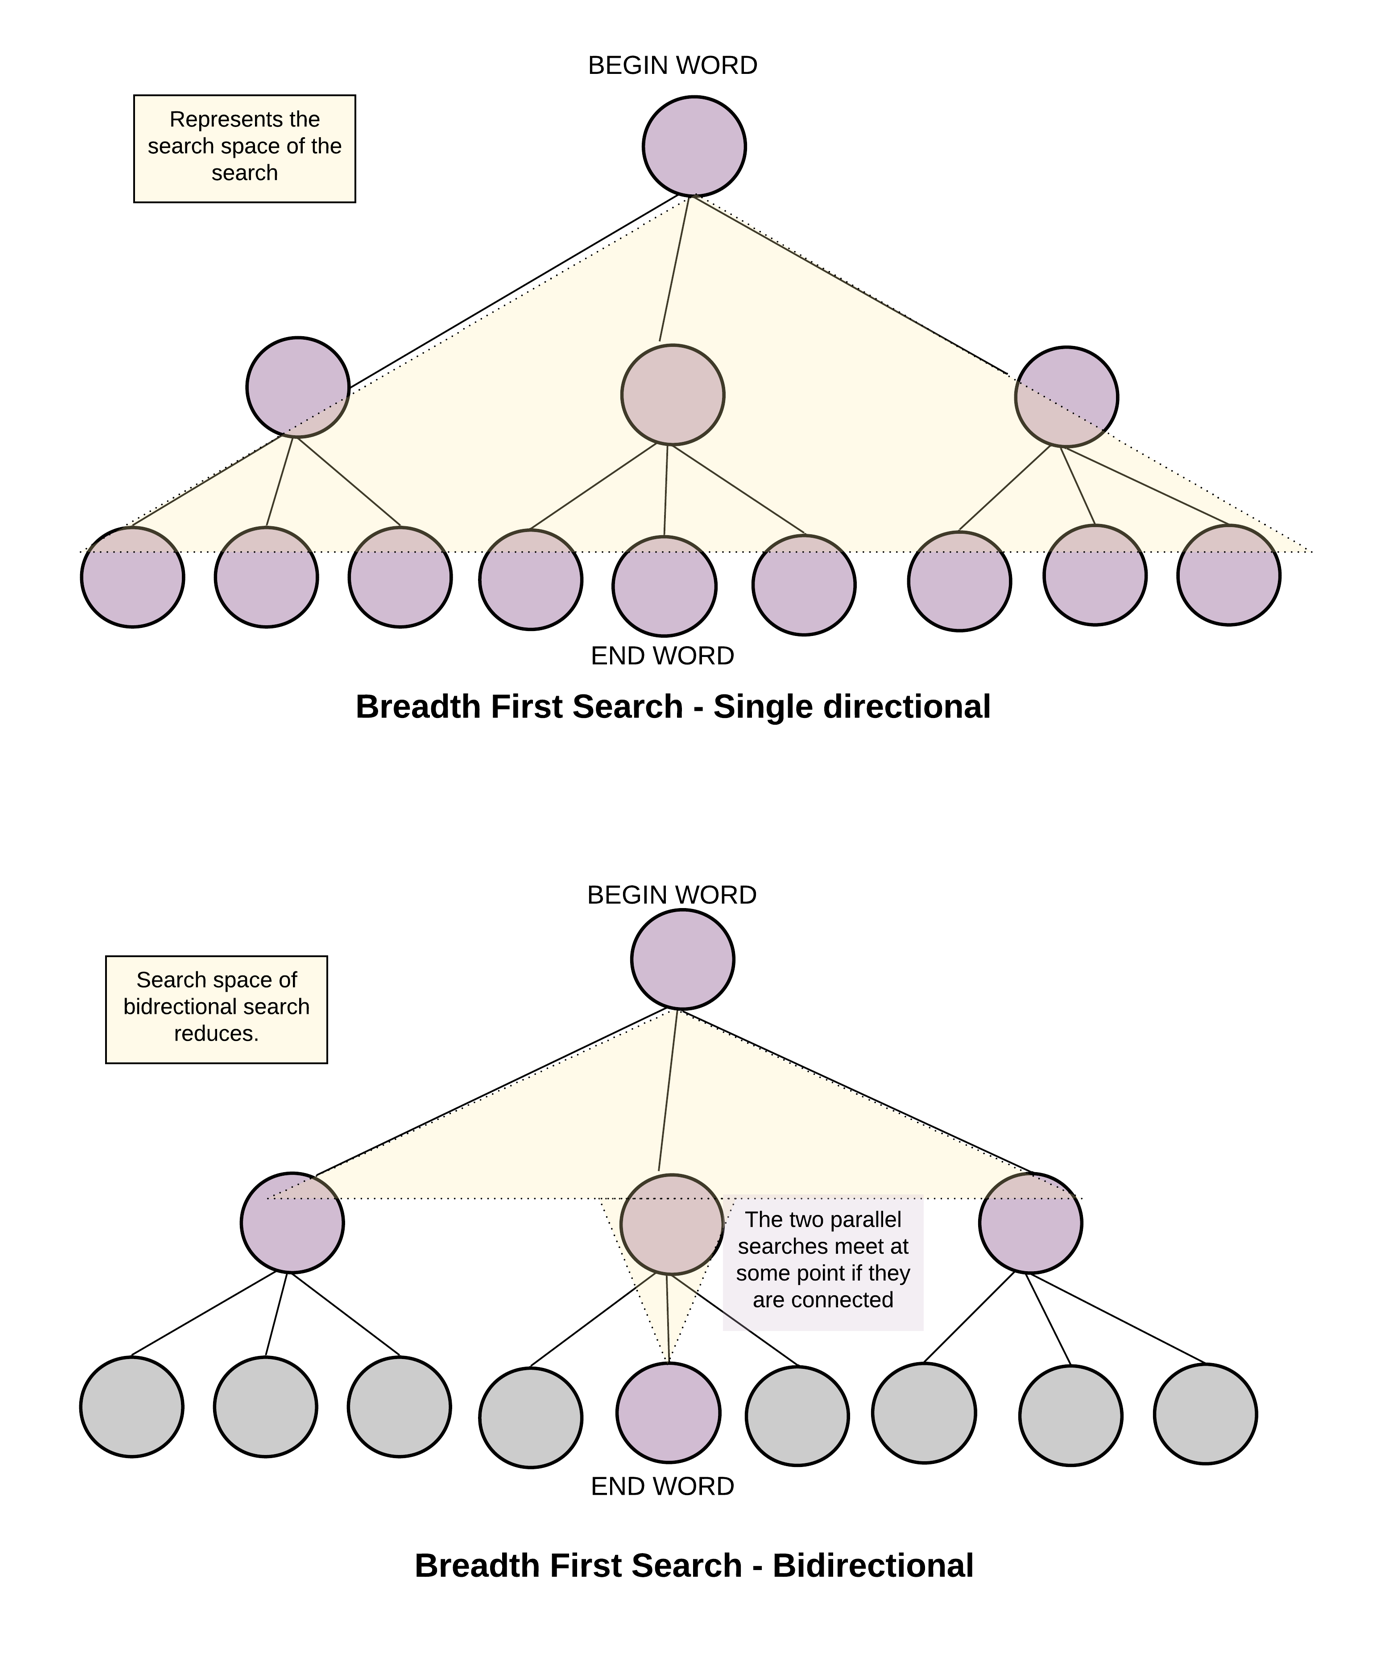 BEGIN WORD
Represents the
search space of the
search
END WORD
Breadth First Search - Single directional
BEGIN WORD
Search space of
bidrectional search
reduces.
The two parallel
searches meet at
some point if they
are connected
END WORD
Breadth First Search - Bidirectional